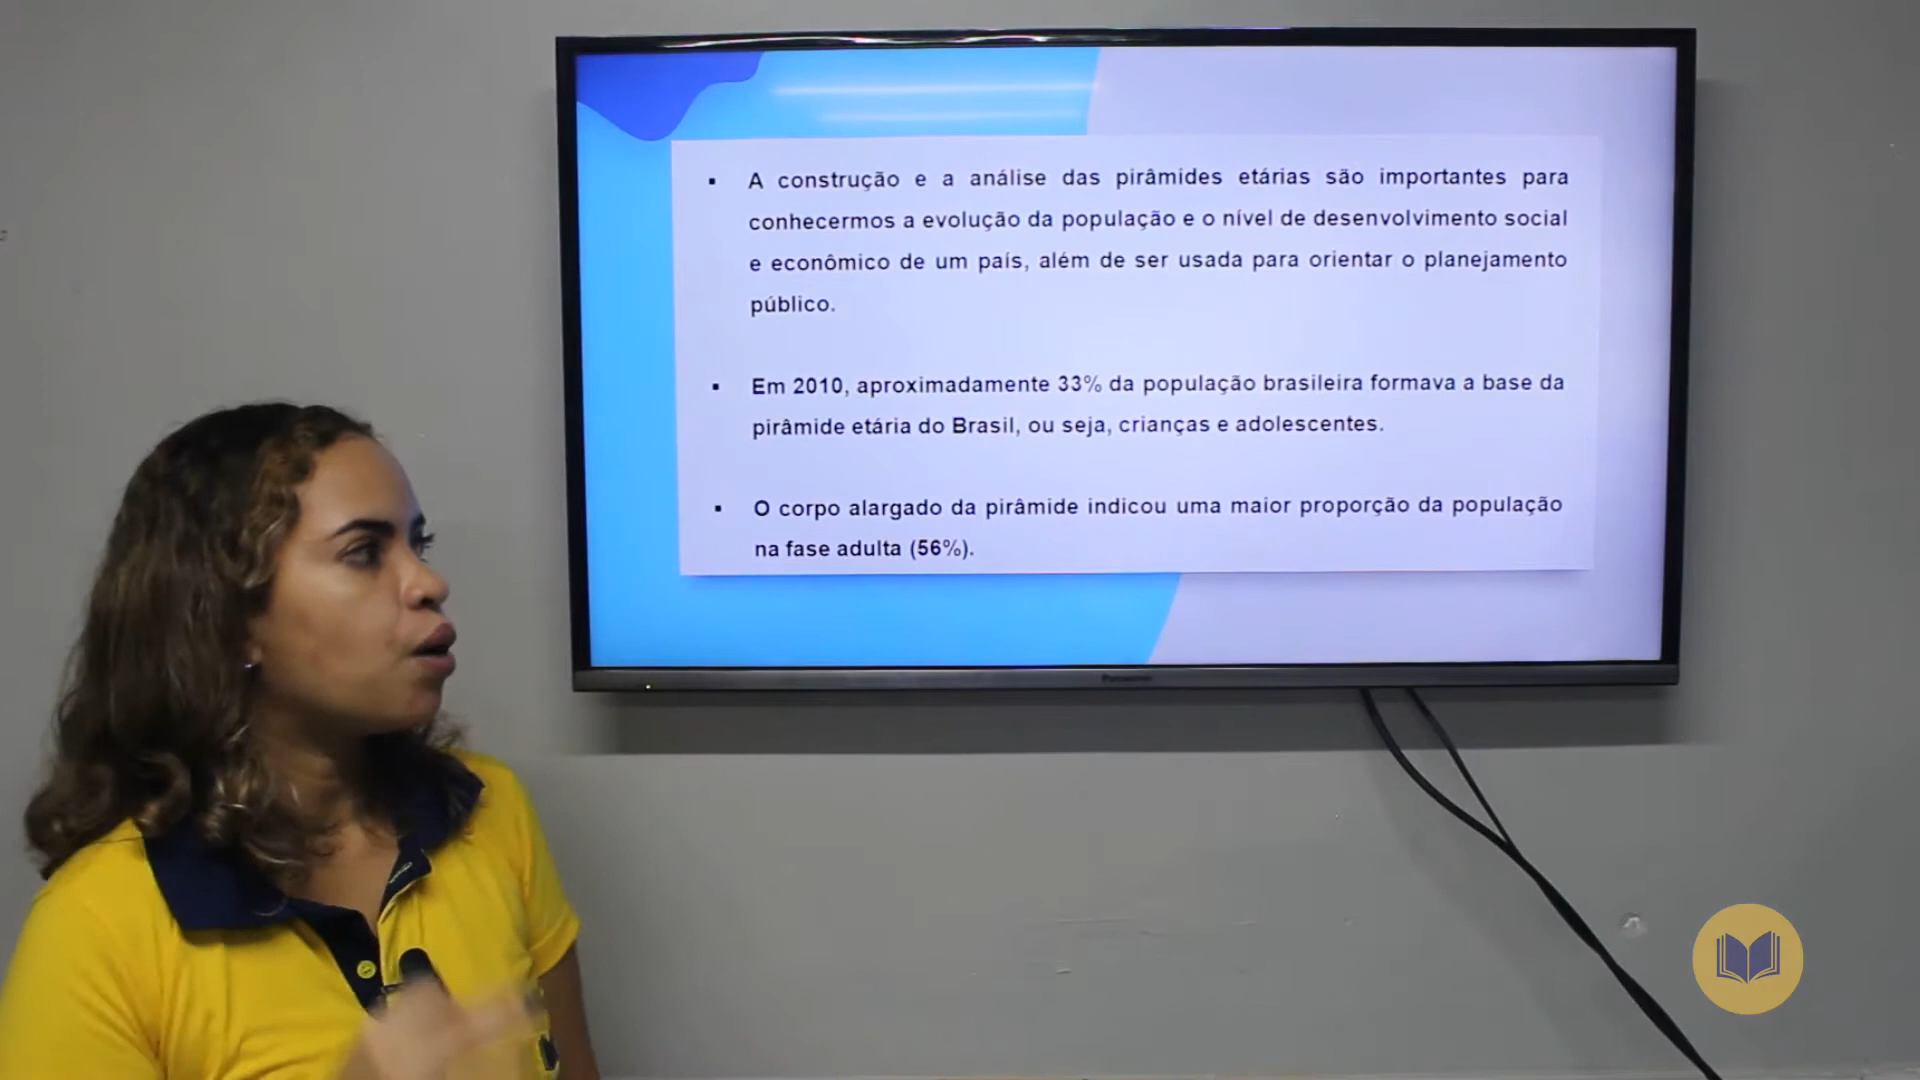 A construção e a análise das pirâmides etárias são importantes para
conhecermos a evolução da população e o nível de desenvolvimento social
e econômico de um país, além de ser usada para orientar o planejamento
público.
Em 2010, aproximadamente 33% da população brasileira formava a base da
pirâmide etária do Brasil, ou seja, crianças e adolescentes.
O corpo alargado da pirâmide indicou uma maior proporção da população
na fase adulta (56%).
Panasonic